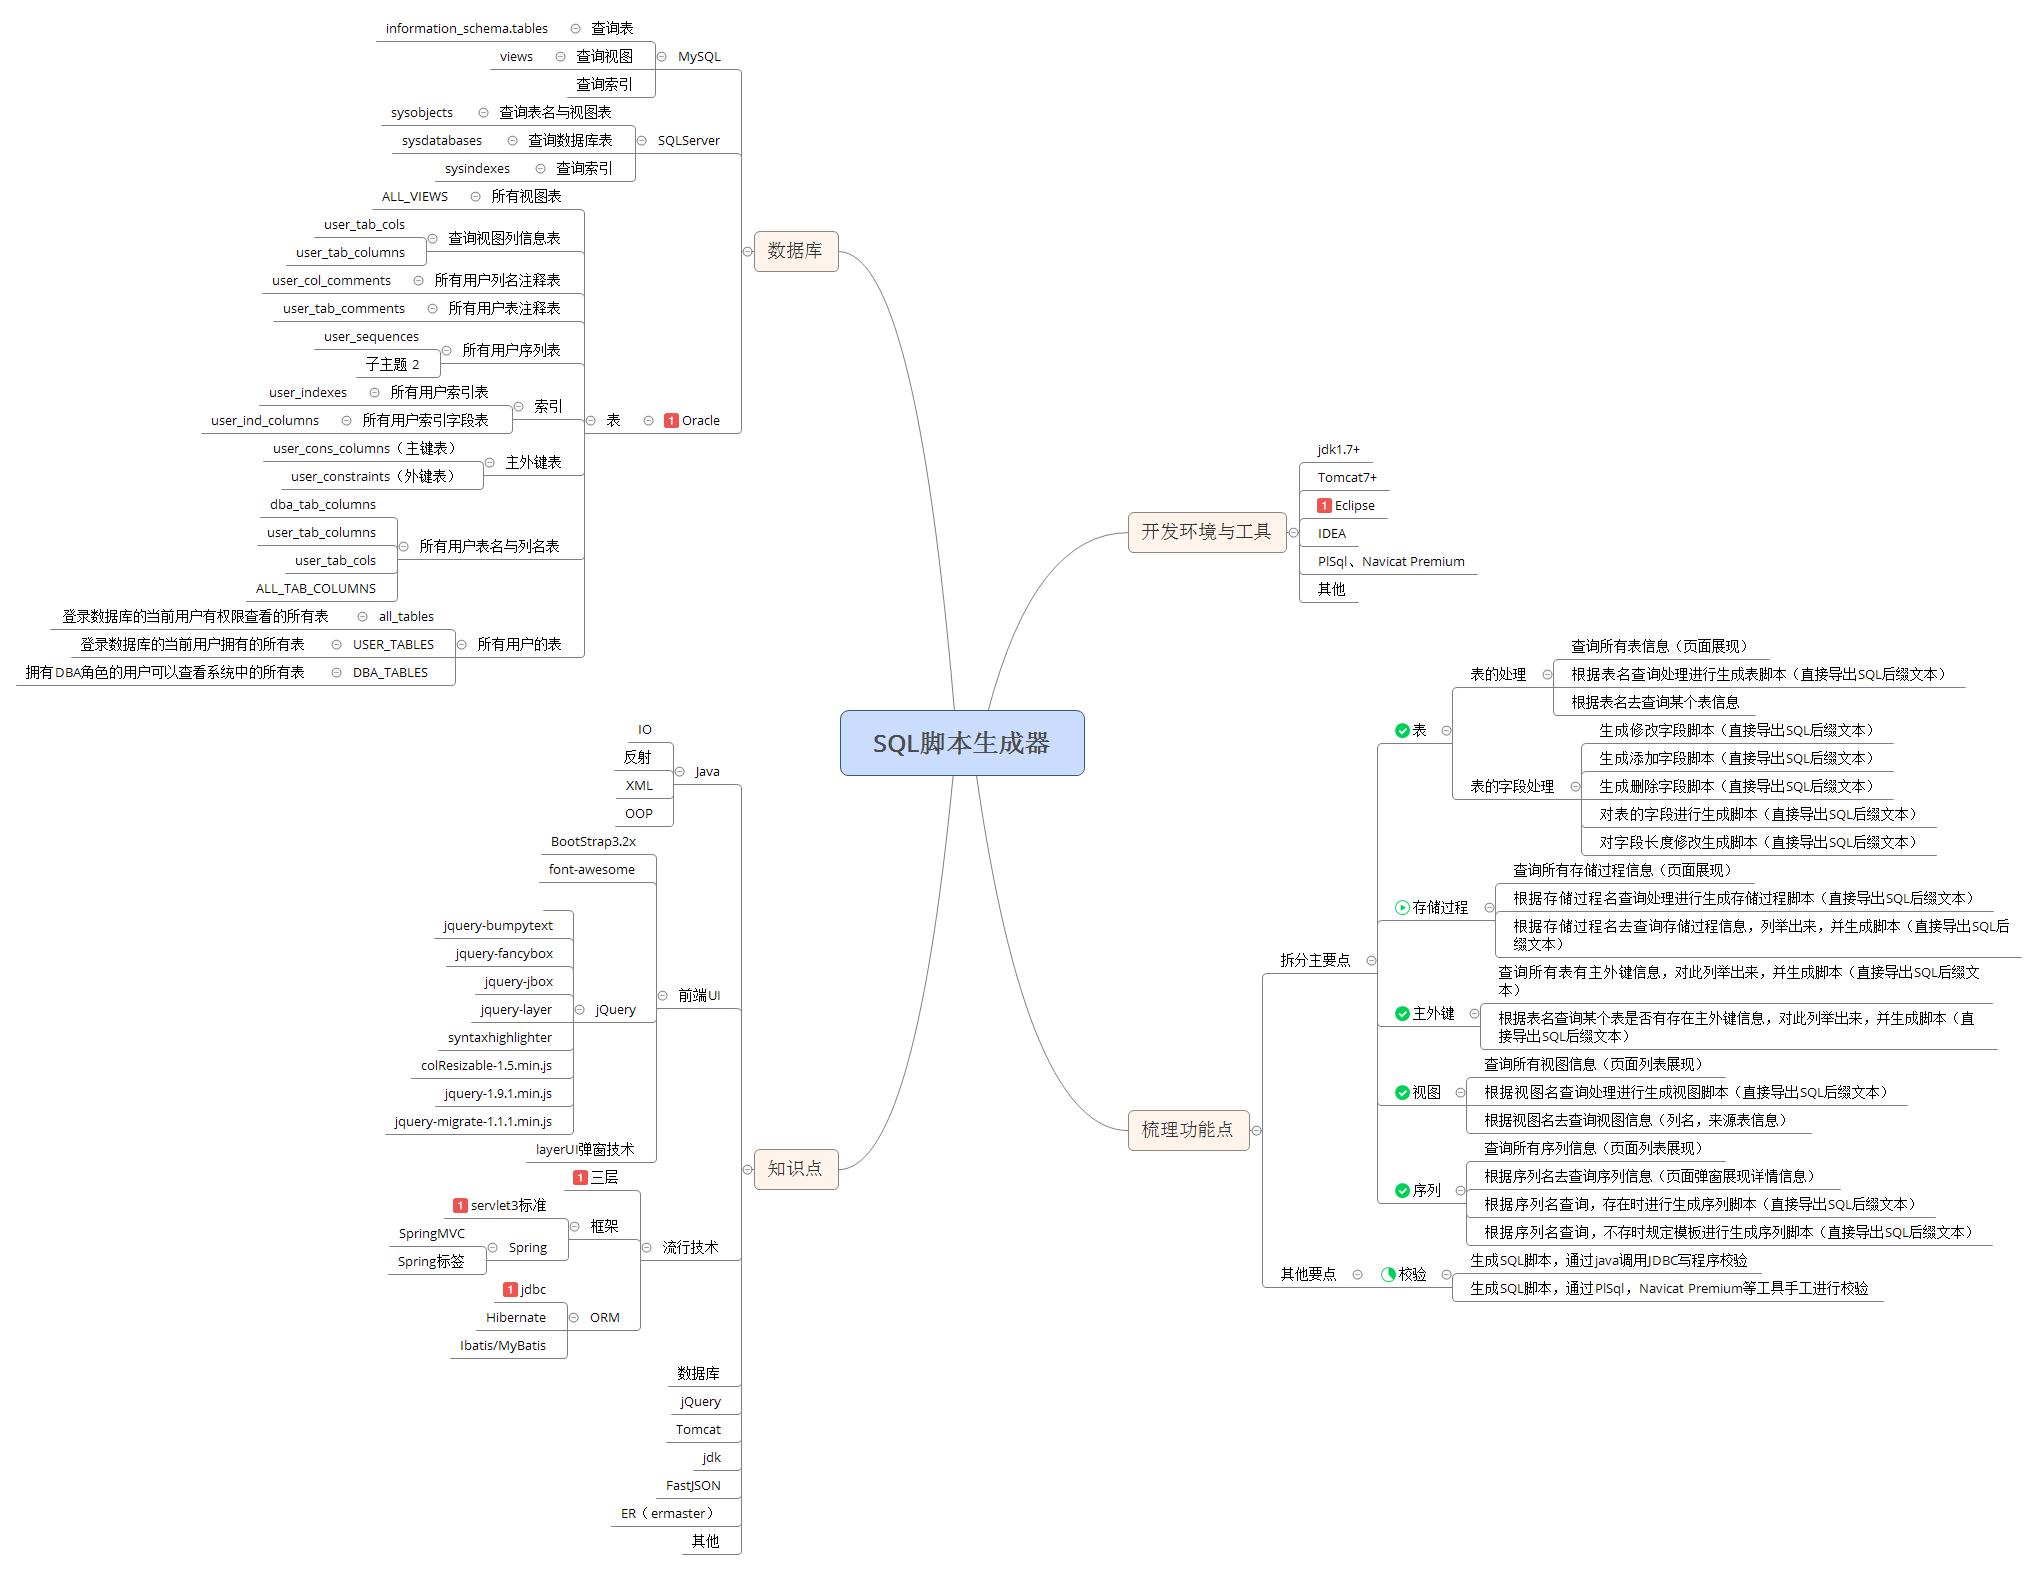 SQL脚本生成器
开发环境与工具
jdk1.7+
Tomcat7+
1 Eclipse
IDEA
PlSql、Navicat Premium
其他
梳理功能点
拆分主要点
表
表的处理
查询所有表信息（页面展现）
根据表名查询处理进行生成表脚本（直接导出SQL后缀文本）
根据表名去查询某个表信息
表的字段处理
生成修改字段脚本（直接导出SQL后缀文本）
生成添加字段脚本（直接导出SQL后缀文本）
生成删除字段脚本（直接导出SQL后缀文本）
对表的字段进行生成脚本（直接导出SQL后缀文本）
对字段长度修改生成脚本（直接导出SQL后缀文本）
存储过程
查询所有存储过程信息（页面展现）
根据存储过程名查询处理进行生成存储过程脚本（直接导出SQL后缀文本）
根据存储过程名去查询存储过程信息，列举出来，并生成脚本（直接导出SQL后
缀文本）
主外键
查询所有表有主外键信息，对此列举出来，并生成脚本（直接导出SQL后缀文
本）
根据表名查询某个表是否有存在主外键信息，对此列举出来，并生成脚本（直
接导出SQL后缀文本）
视图
查询所有视图信息（页面列表展现）
根据视图名查询处理进行生成视图脚本（直接导出SQL后缀文本）
根据视图名去查询视图信息（列名，来源表信息）
序列
查询所有序列信息（页面列表展现）
根据序列名去查询序列信息（页面弹窗展现详情信息）
根据序列名查询，存在时进行生成序列脚本（直接导出SQL后缀文本）
根据序列名查询，不存时规定模板进行生成序列脚本（直接导出SQL后缀文本）
其他要点
校验
生成SQL脚本，通过java调用JDBC写程序校验
生成SQL脚本，通过PlSql，Navicat Premium等工具手工进行校验
数据库
MySQL
查询表
information_schema.tables
查询视图
views
查询索引
SQLServer
查询表名与视图表
sysobjects
查询数据库表
sysdatabases
查询索引
sysindexes
1 Oracle
表
所有视图表
ALL_VIEWS
查询视图列信息表
user_tab_cols
user_tab_columns
所有用户列名注释表
user_col_comments
所有用户表注释表
user_tab_comments
所有用户序列表
user_sequences
子主题 2
索引
所有用户索引表
user_indexes
所有用户索引字段表
user_ind_columns
主外键表
user_cons_columns（主键表）
user_constraints（外键表）
所有用户表名与列名表
dba_tab_columns
user_tab_columns
user_tab_cols
ALL_TAB_COLUMNS
所有用户的表
all_tables
登录数据库的当前用户有权限查看的所有表
USER_TABLES
登录数据库的当前用户拥有的所有表
DBA_TABLES
拥有DBA角色的用户可以查看系统中的所有表
知识点
Java
IO
反射
XML
OOP
前端UI
BootStrap3.2x
font-awesome
jQuery
jquery-bumpytext
jquery-fancybox
jquery-jbox
jquery-layer
syntaxhighlighter
colResizable-1.5.min.js
jquery-1.9.1.min.js
jquery-migrate-1.1.1.min.js
layerUI弹窗技术
流行技术
1 三层
框架
1 servlet3标准
Spring
SpringMVC
Spring标签
ORM
1 jdbc
Hibernate
Ibatis/MyBatis
数据库
jQuery
Tomcat
jdk
FastJSON
ER（ermaster）
其他